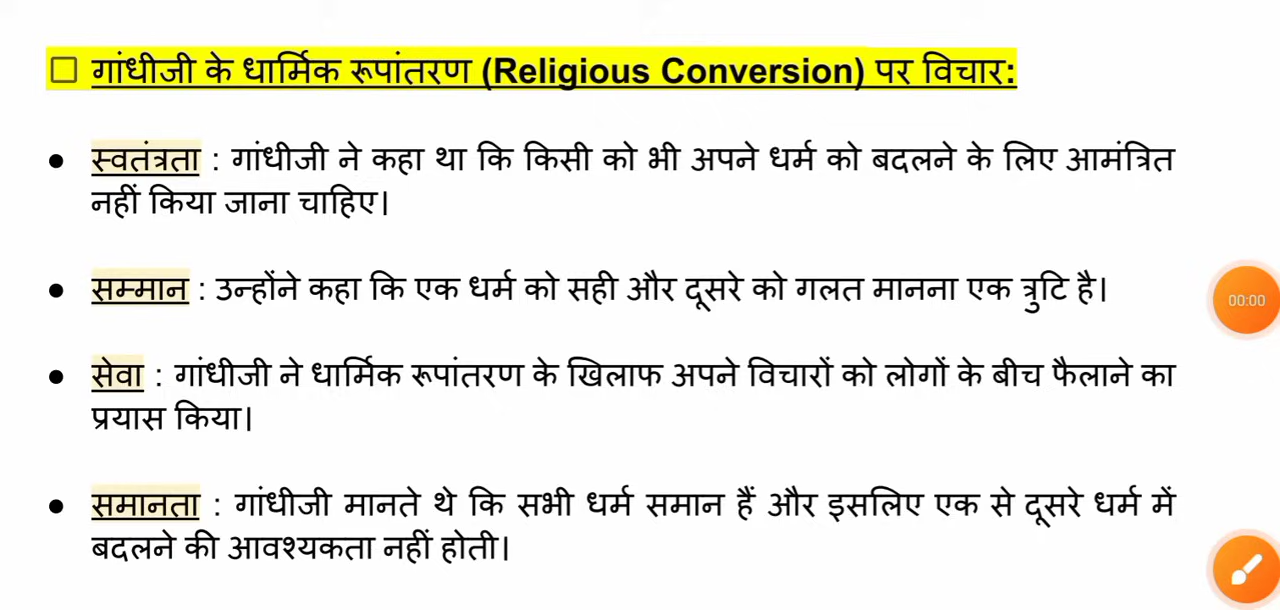 □ गांधीजी के धार्मिक रूपांतरण (Religious Conversion) पर विचार:
● स्वतंत्रता : गांधीजी ने कहा था कि किसी को भी अपने धर्म को बदलने के लिए आमंत्रित
नहीं किया जाना चाहिए।
● सम्मान : उन्होंने कहा कि एक धर्म को सही और दूसरे को गलत मानना एक त्रुटि है।
00:00
● सेवा : गांधीजी ने धार्मिक रूपांतरण के खिलाफ अपने विचारों को लोगों के बीच फैलाने का
प्रयास किया।
● समानता : गांधीजी मानते थे कि सभी धर्म समान हैं और इसलिए एक से दूसरे धर्म में
बदलने की आवश्यकता नहीं होती।